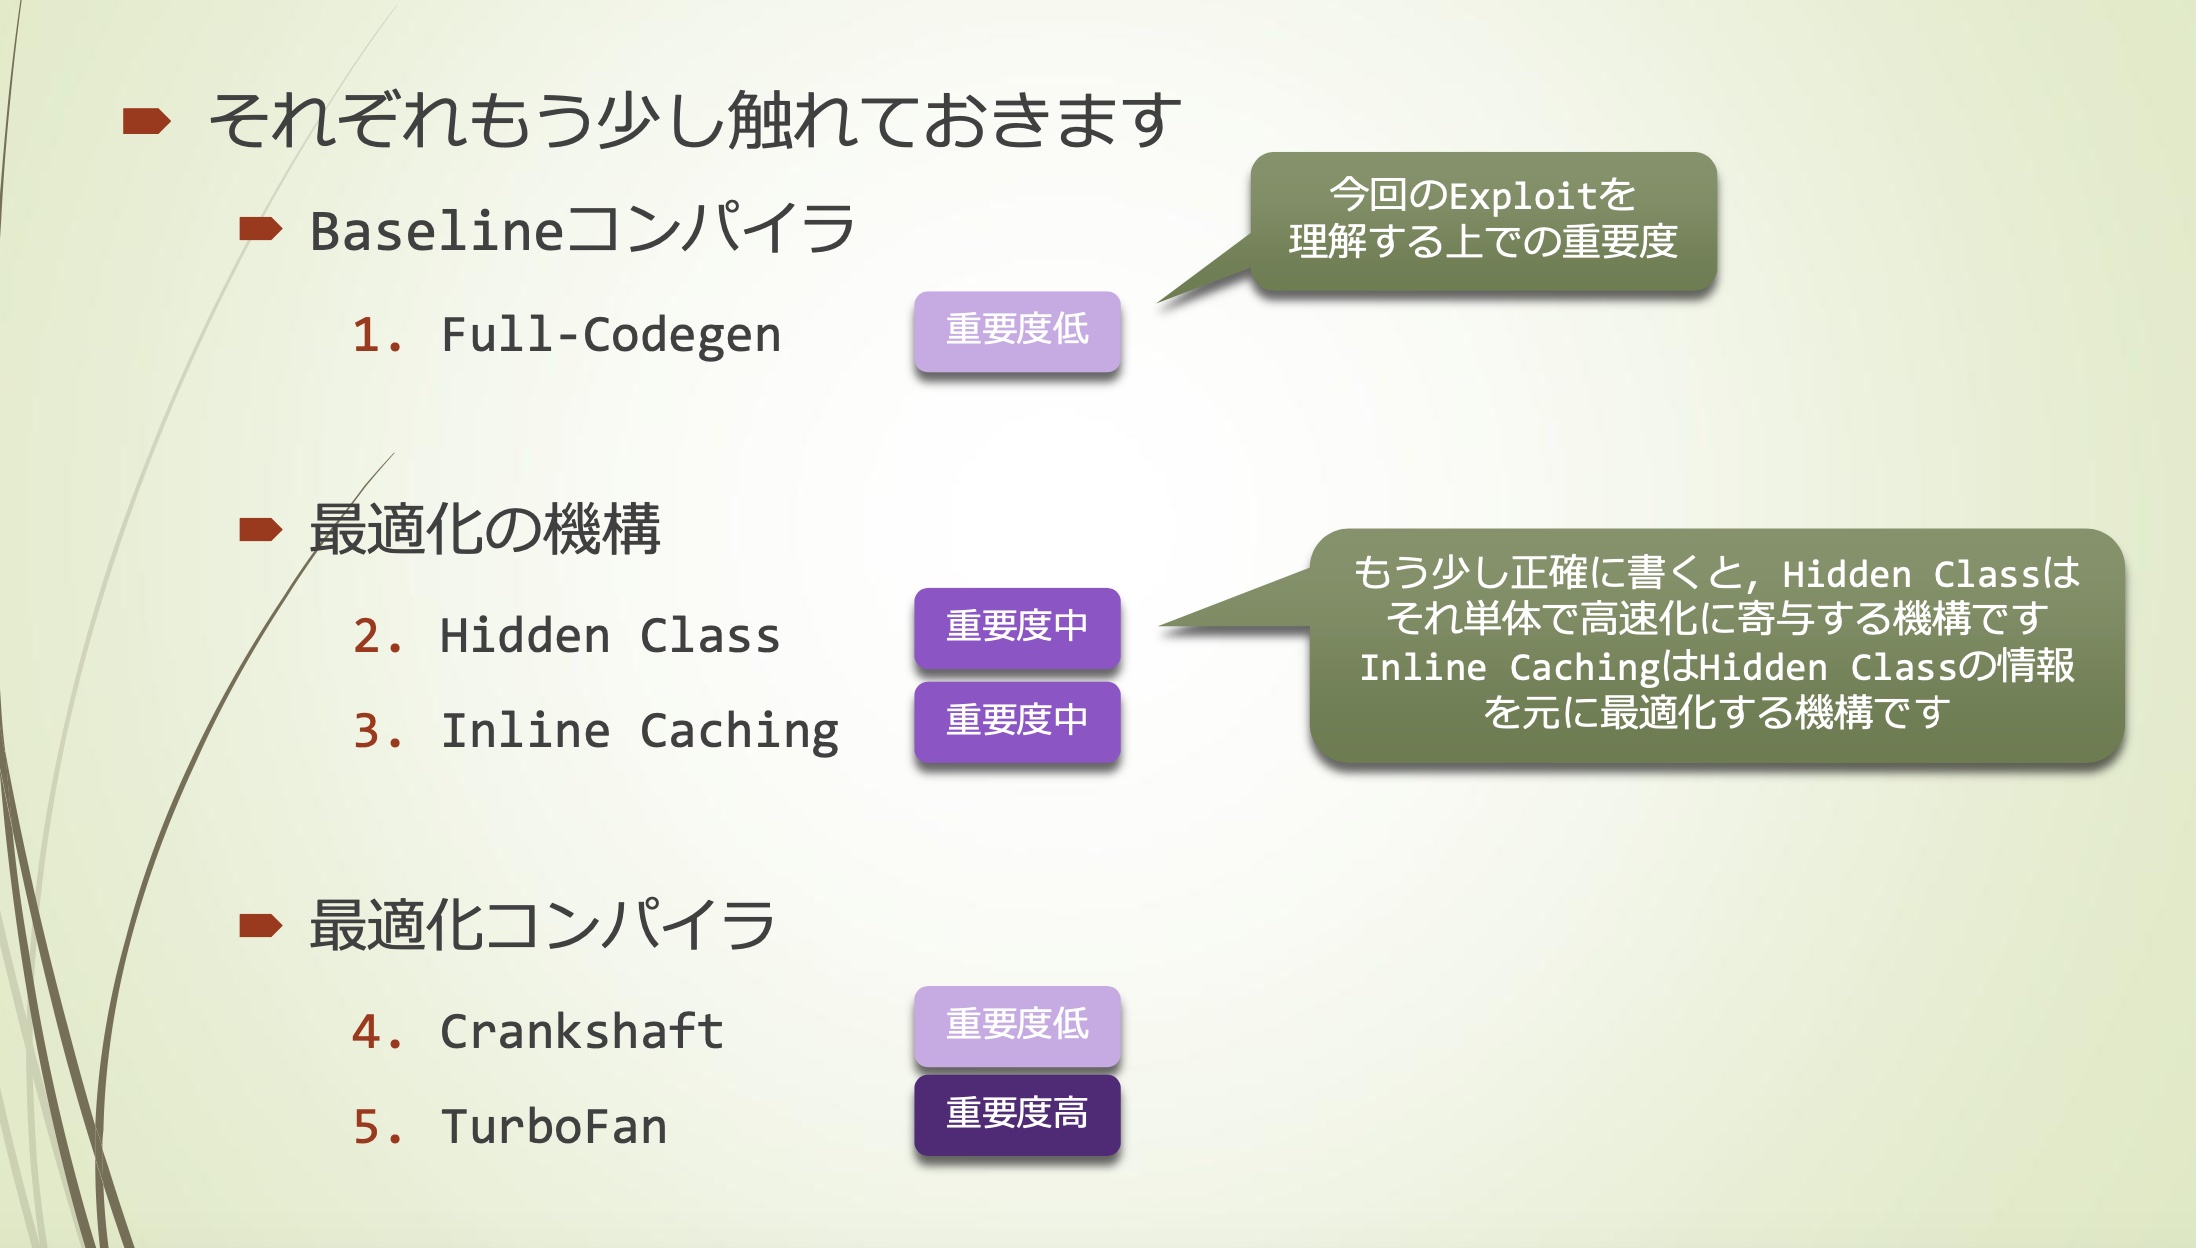 それぞれもう少し触れておきます
Baselineコンパイラ
今回のExploitを
理解する上での重要度
1. Full-Codegen
重要度低
最適化の機構
2. Hidden Class
重要度中
3. Inline Caching
重要度中
もう少し正確に書くと, Hidden Classは
それ単体で高速化に寄与する機構です
Inline CachingはHidden Classの情報
を元に最適化する機構です
最適化コンパイラ
4. Crankshaft
重要度低
5. TurboFan
重要度高